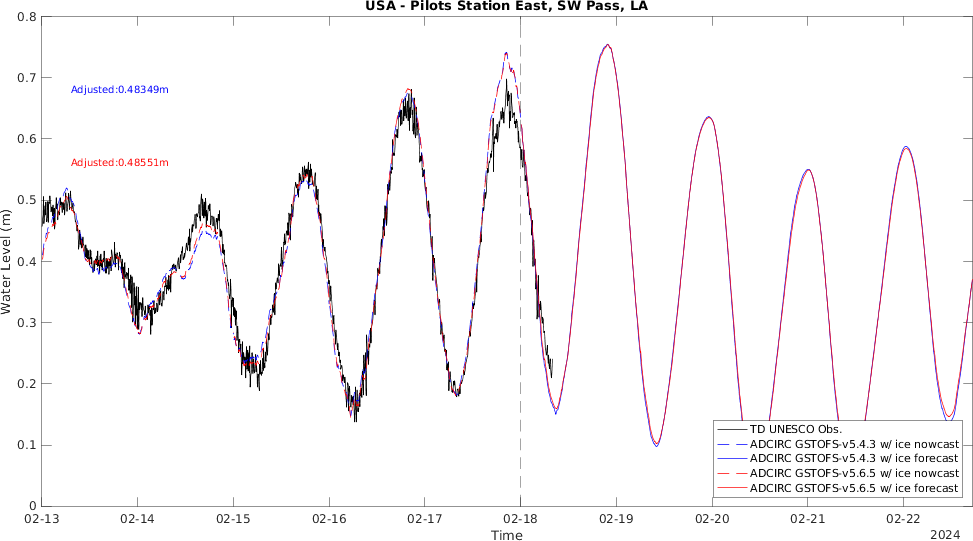 USA - Pilots Station East, SW Pass, LA
0.8
0.7
0.6
0.5
0.4
0.3
0.2
0.1
0
Water Level (m)
Adjusted:0.48349m
Adjusted:0.48551m
TD UNESCO Obs.
ADCIRC GSTOFS-v5.4.3 w/ ice nowcast
ADCIRC GSTOFS-v5.4.3 w/ ice forecast
ADCIRC GSTOFS-v5.6.5 w/ ice nowcast
ADCIRC GSTOFS-v5.6.5 w/ ice forecast
02-13 02-14 02-15 02-16 02-17 02-18 02-19 02-20 02-21 02-22
Time
2024